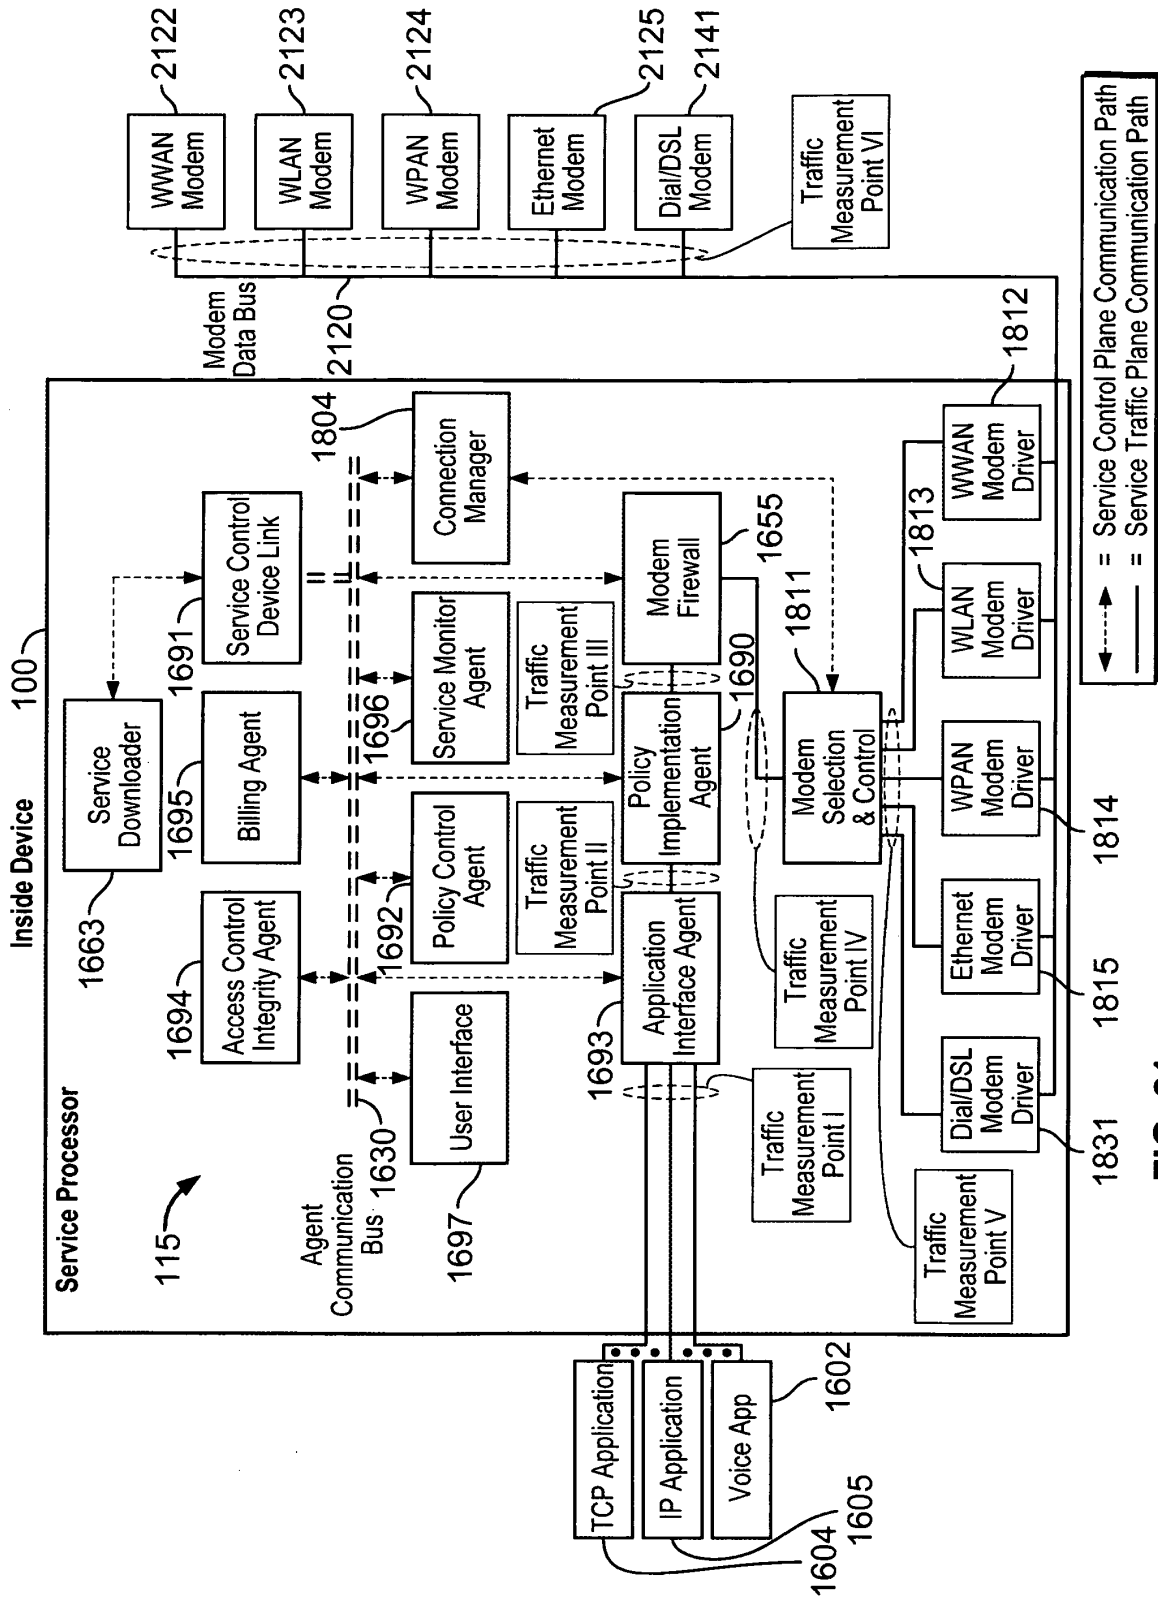 Inside Device
100
Service Processor
115
1663
Service
Downloader
1694
Access Control
Integrity Agent
1695
Billing Agent
1691
Service Control
Device Link
Agent
Communication
Bus
1630
1697
User Interface
1692
Policy Control
Agent
1696
Service Monitor
Agent
1804
Connection
Manager
Traffic
Measurement
Point II
Traffic
Measurement
Point III
1693
Application
Interface Agent
Policy
Implementation
Agent
1690
Modem
Firewall
1655
TCP Application
IP Application
Voice App
1604
1605
1602
Traffic
Measurement
Point I
Traffic
Measurement
Point IV
Modem
Selection
& Control
1811
Traffic
Measurement
Point V
Dial/DSL
Modem
Driver
1831
Ethernet
Modem
Driver
1815
WPAN
Modem
Driver
1814
WLAN
Modem
Driver
1813
WWAN
Modem
Driver
1812
Modem
Data Bus
2120
WWAN
Modem
2122
WLAN
Modem
2123
WPAN
Modem
2124
Ethernet
Modem
2125
Dial/DSL
Modem
2141
Traffic
Measurement
Point VI
= Service Control Plane Communication Path
= Service Traffic Plane Communication Path